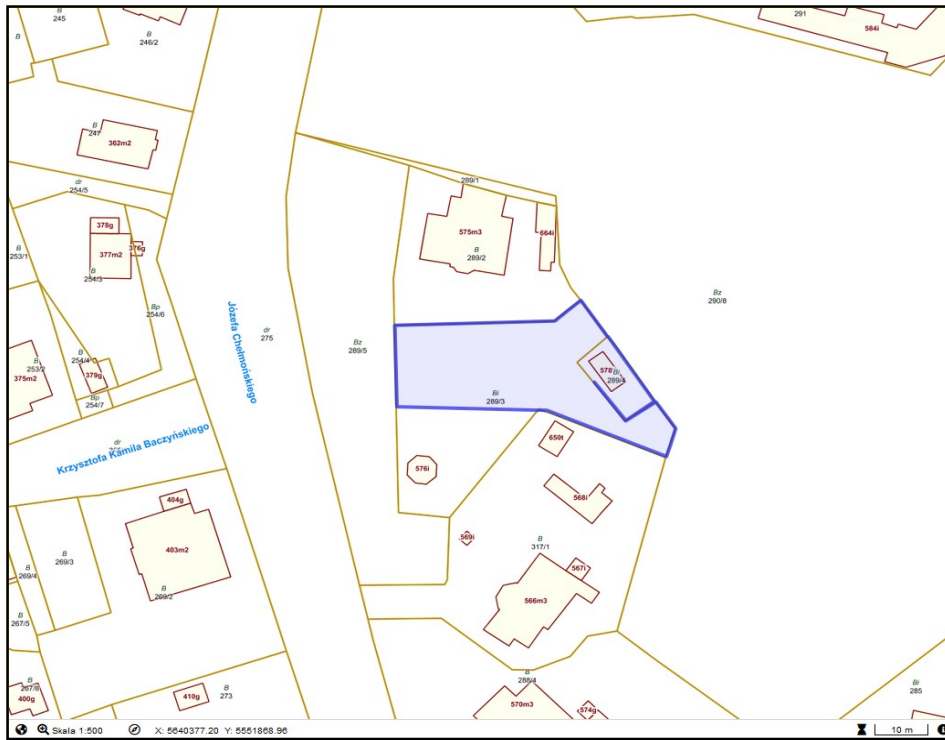 B
245
B
B
246/2
291
584i
B
247
362m2
dr
254/5
289/1
378g
376g
377m2
B
253/1
B
254/3
Bp
254/6
575m3
B
289/2
664i
Bz
290/8
Józefa Chełmońskiego
dr
275
Bz
289/5
B
253/2
375m2
B
254/4
379g
Bp
254/7
578
Bi
289/4
Bi
289/3
dr
Krzysztofa Kamila Baczyńskiego
650t
576i
568i
404g
403m2
B
269/3
B
269/4
B
269/2
569i
B
317/1
567i
566m3
267/5
B
267/6
400g
410g
B
273
B
288/4
570m3
574g
Bi
285
Skala 1:500
X: 5640377.20 Y: 5551868.96
10 m